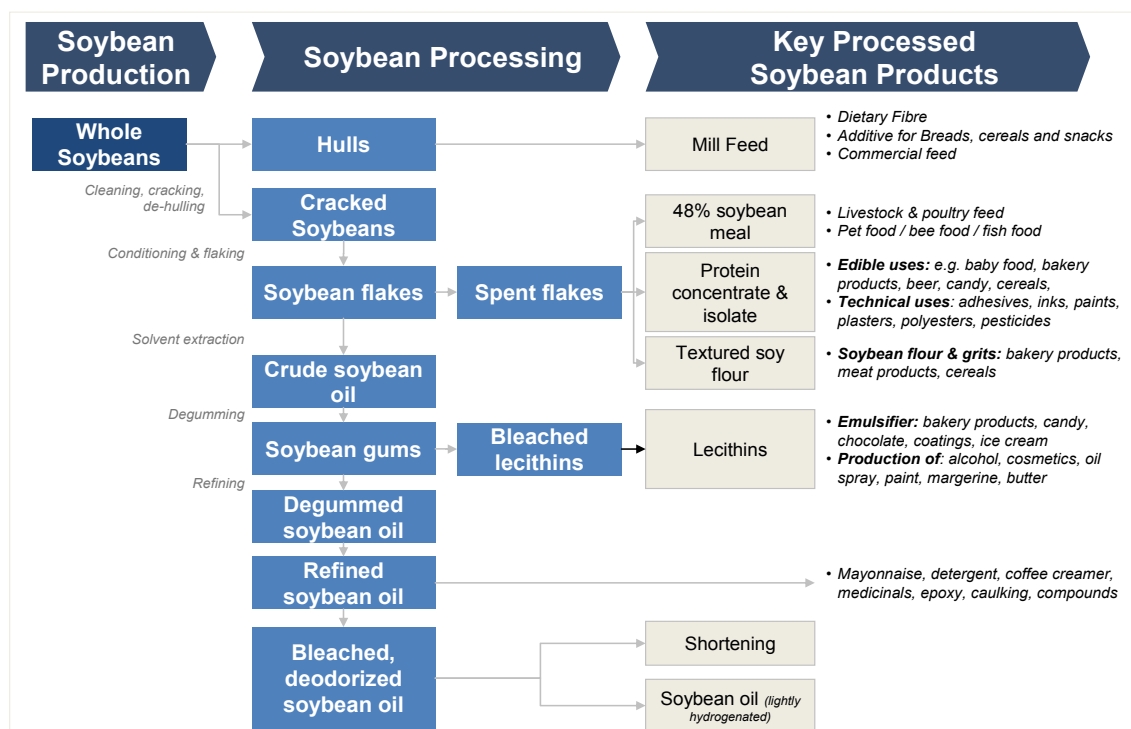 Soybean
Production
Soybean Processing
Key Processed
Soybean Products
Whole
Soybeans
Hulls
Mill Feed
• Dietary Fibre
• Additive for Breads, cereals and snacks
• Commercial feed
Cleaning, cracking,
de-hulling
Cracked
Soybeans
48% soybean
meal
• Livestock & poultry feed
• Pet food / bee food / fish food
Conditioning & flaking
Soybean flakes
Spent flakes
Protein
concentrate &
isolate
• Edible uses: e.g. baby food, bakery
products, beer, candy, cereals,
• Technical uses: adhesives, inks, paints,
plasters, polyesters, pesticides
Solvent extraction
Textured soy
flour
• Soybean flour & grits: bakery products,
meat products, cereals
Crude soybean
oil
Degumming
Soybean gums
Bleached
lecithins
Lecithins
• Emulsifier: bakery products, candy,
chocolate, coatings, ice cream
• Production of: alcohol, cosmetics, oil
spray, paint, margerine, butter
Refining
Degummed
soybean oil
Refined
soybean oil
• Mayonnaise, detergent, coffee creamer,
medicinals, epoxy, caulking, compounds
Bleached,
deodorized
soybean oil
Shortening
Soybean oil (lightly
hydrogenated)